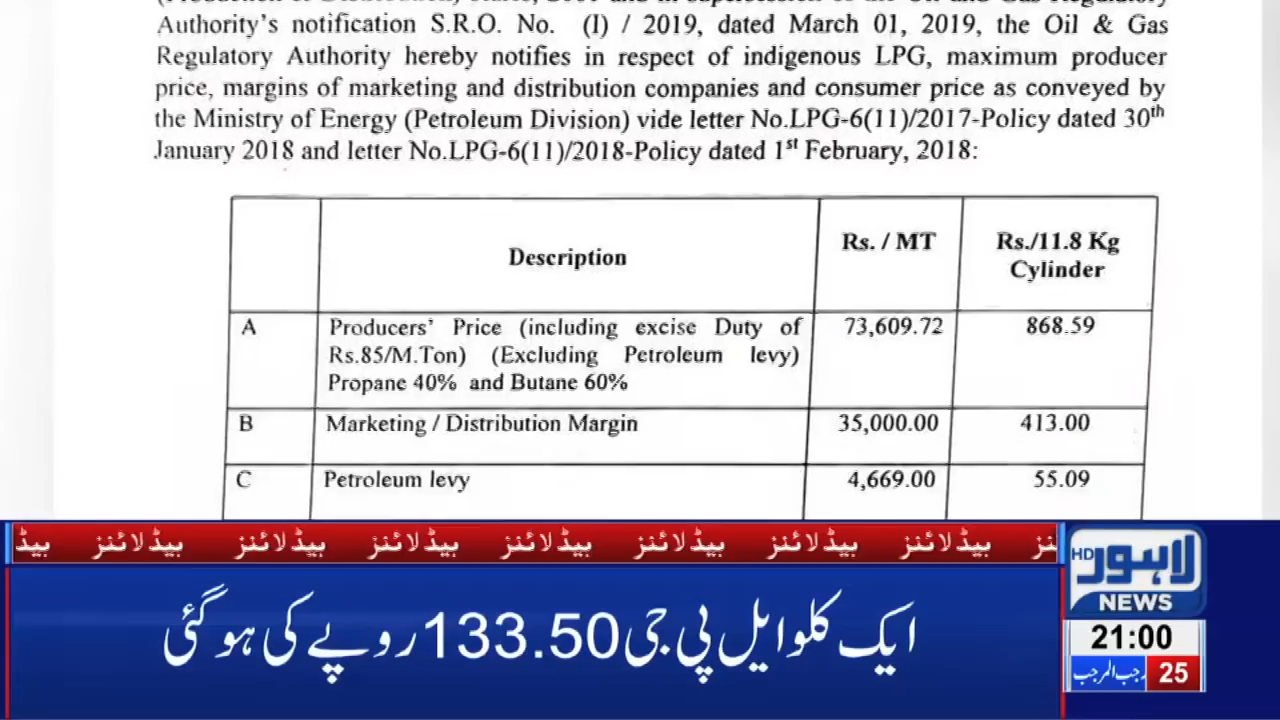 Authority's notification S.R.O. No. (I) / 2019, dated March 01, 2019, the Oil & Gas
Regulatory Authority hereby notifies in respect of indigenous LPG, maximum producer
price, margins of marketing and distribution companies and consumer price as conveyed by
the Ministry of Energy (Petroleum Division) vide letter No.LPG-6(11)/2017-Policy dated 30th
January 2018 and letter No.LPG-6(11)/2018-Policy dated 1st February, 2018:
Description Rs. / MT Rs./11.8 Kg
Cylinder
A Producers' Price (including excise Duty of 73,609.72 868.59
Rs.85/M.Ton) (Excluding Petroleum levy)
Propane 40% and Butane 60%
B Marketing / Distribution Margin 35,000.00 413.00
C Petroleum levy 4,669.00 55.09
ہیڈلائنز ہیڈلائنز ہیڈلائنز ہیڈلائنز ہیڈلائنز ہیڈلائنز ہیڈلائنز
ایک کلو ایل پی جی 133.50 روپے کی ہو گئی
لاہور HD
NEWS
21:00
25 رجب المرجب